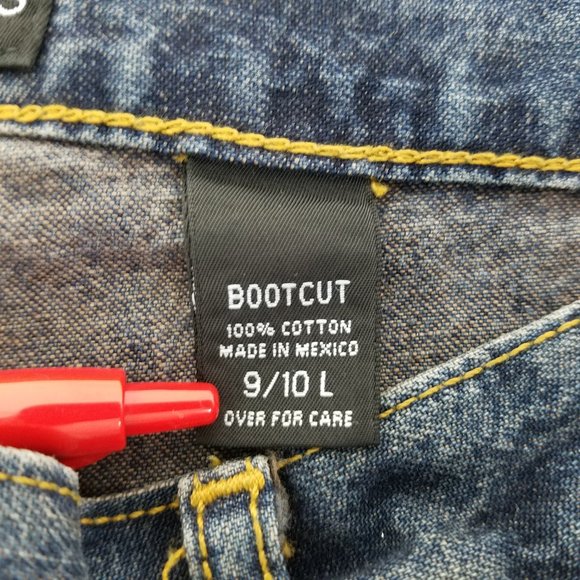 S
BOOTCUT
100% COTTON
MADE IN MEXICO
9/10 L
OVER FOR CARE